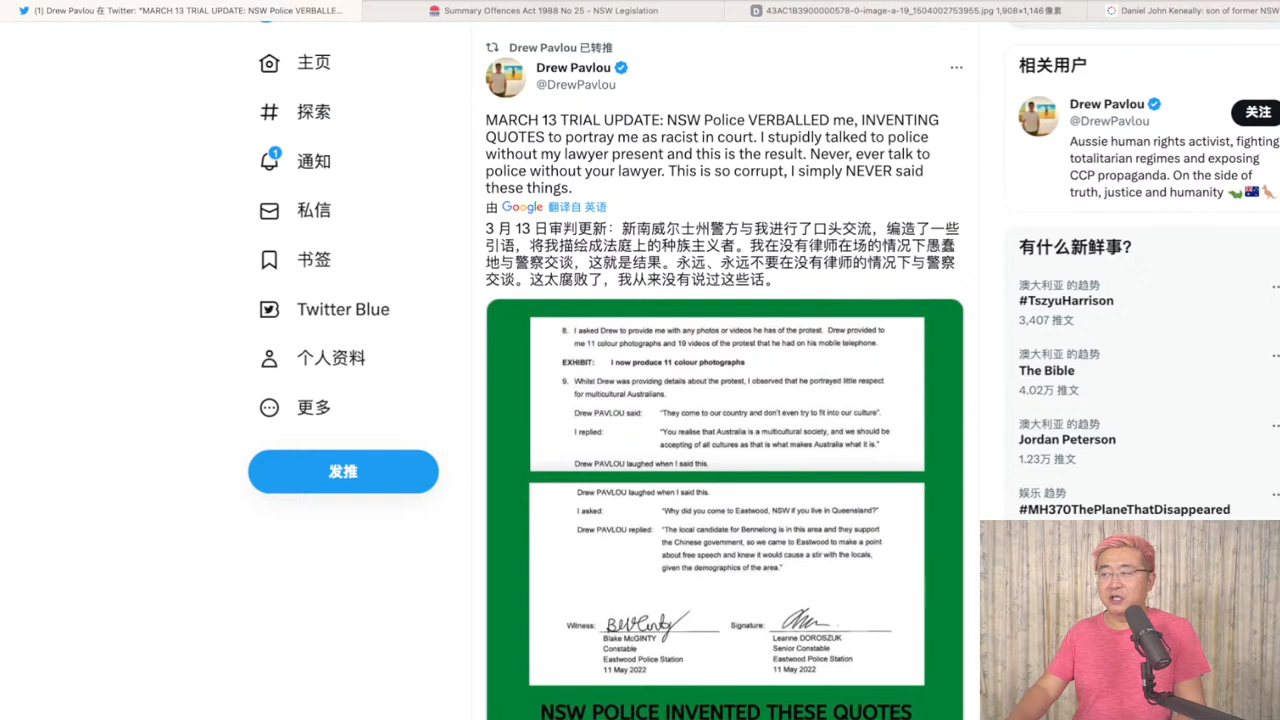 (1) Drew Pavlou 在 Twitter: "MARCH 13 TRIAL UPDATE: NSW Police VERBALLE...
Summary Offences Act 1988 No 25 - NSW Legislation
43AC1B3900000578-0-image-a-19_1504002753955.jpg 1,908×1,146像素
Daniel John Keneally: son of former NSW
主页
探索
1
通知
私信
书签
Twitter Blue
个人资料
更多
发推
Drew Pavlou 已转推
Drew Pavlou
@DrewPavlou
MARCH 13 TRIAL UPDATE: NSW Police VERBALLED me, INVENTING
QUOTES to portray me as racist in court. I stupidly talked to police
without my lawyer present and this is the result. Never, ever talk to
police without your lawyer. This is so corrupt, I simply NEVER said
these things.
由 Google 翻译自 英语
3 月 13 日审判更新：新南威尔士州警方与我进行了口头交流，编造了一些
引语，将我描绘成法庭上的种族主义者。我在没有律师在场的情况下愚蠢
地与警察交谈，这就是结果。永远、永远不要在没有律师的情况下与警察
交谈。这太腐败了，我从来没有说过这些话。
8. I asked Drew to provide me with any photos or videos he has of the protest. Drew provided to
me 11 colour photographs and 19 videos of the protest that he had on his mobile telephone.
EXHIBIT: I now produce 11 colour photographs
9. Whilst Drew was providing details about the protest, I observed that he portrayed little respect
for multicultural Australians.
Drew PAVLOU said: "They come to our country and don't even try to fit into our culture".
I replied: "You realise that Australia is a multicultural society, and we should be
accepting of all cultures as that is what makes Australia what it is."
Drew PAVLOU laughed when I said this.
Drew PAVLOU laughed when I said this.
I asked: "Why did you come to Eastwood, NSW if you live in Queensland?"
Drew PAVLOU replied: "The local candidate for Bennelong is in this area and they support
the Chinese government, so we came to Eastwood to make a point
about free speech and knew it would cause a stir with the locals,
given the demographics of the area."
Witness:
Signature:
Blake McGINTY
Constable
Eastwood Police Station
11 May 2022
Leanne DOROSZUK
Senior Constable
Eastwood Police Station
11 May 2022
NSW POLICE INVENTED THESE QUOTES
相关用户
Drew Pavlou
@DrewPavlou
关注
Aussie human rights activist, fighting
totalitarian regimes and exposing
CCP propaganda. On the side of
truth, justice and humanity
有什么新鲜事？
澳大利亚 的趋势
#TszyuHarrison
3,407 推文
澳大利亚 的趋势
The Bible
4.02万 推文
澳大利亚 的趋势
Jordan Peterson
1.23万 推文
娱乐 趋势
#MH370ThePlaneThatDisappeared